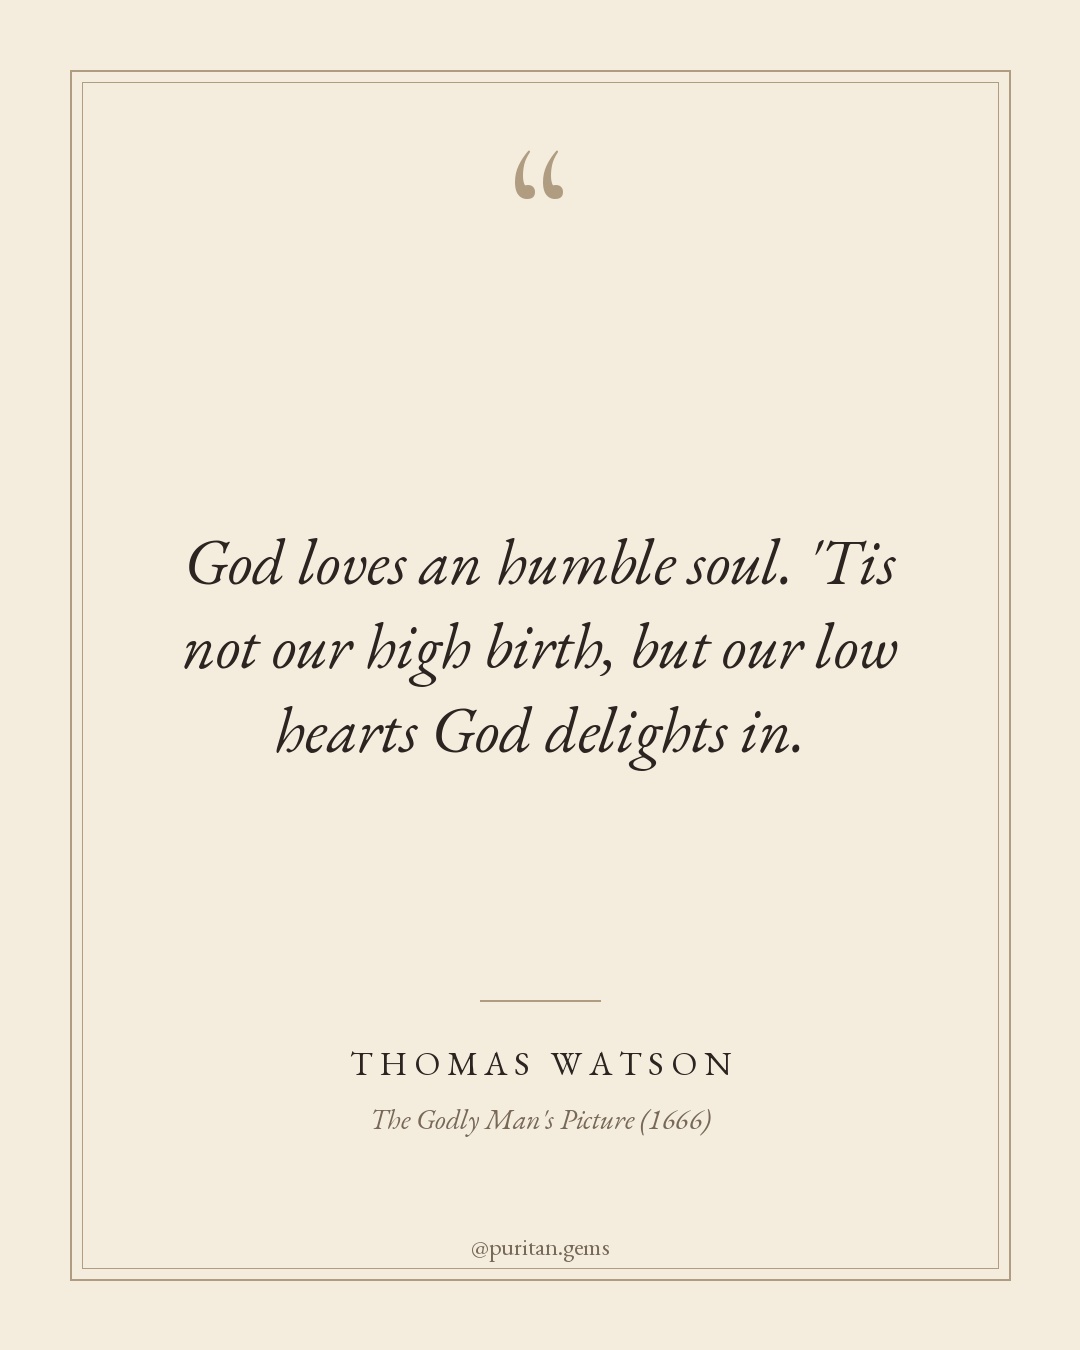 “
God loves an humble soul. 'Tis
not our high birth, but our low
hearts God delights in.
THOMAS WATSON
The Godly Man's Picture (1666)
@puritan.gems